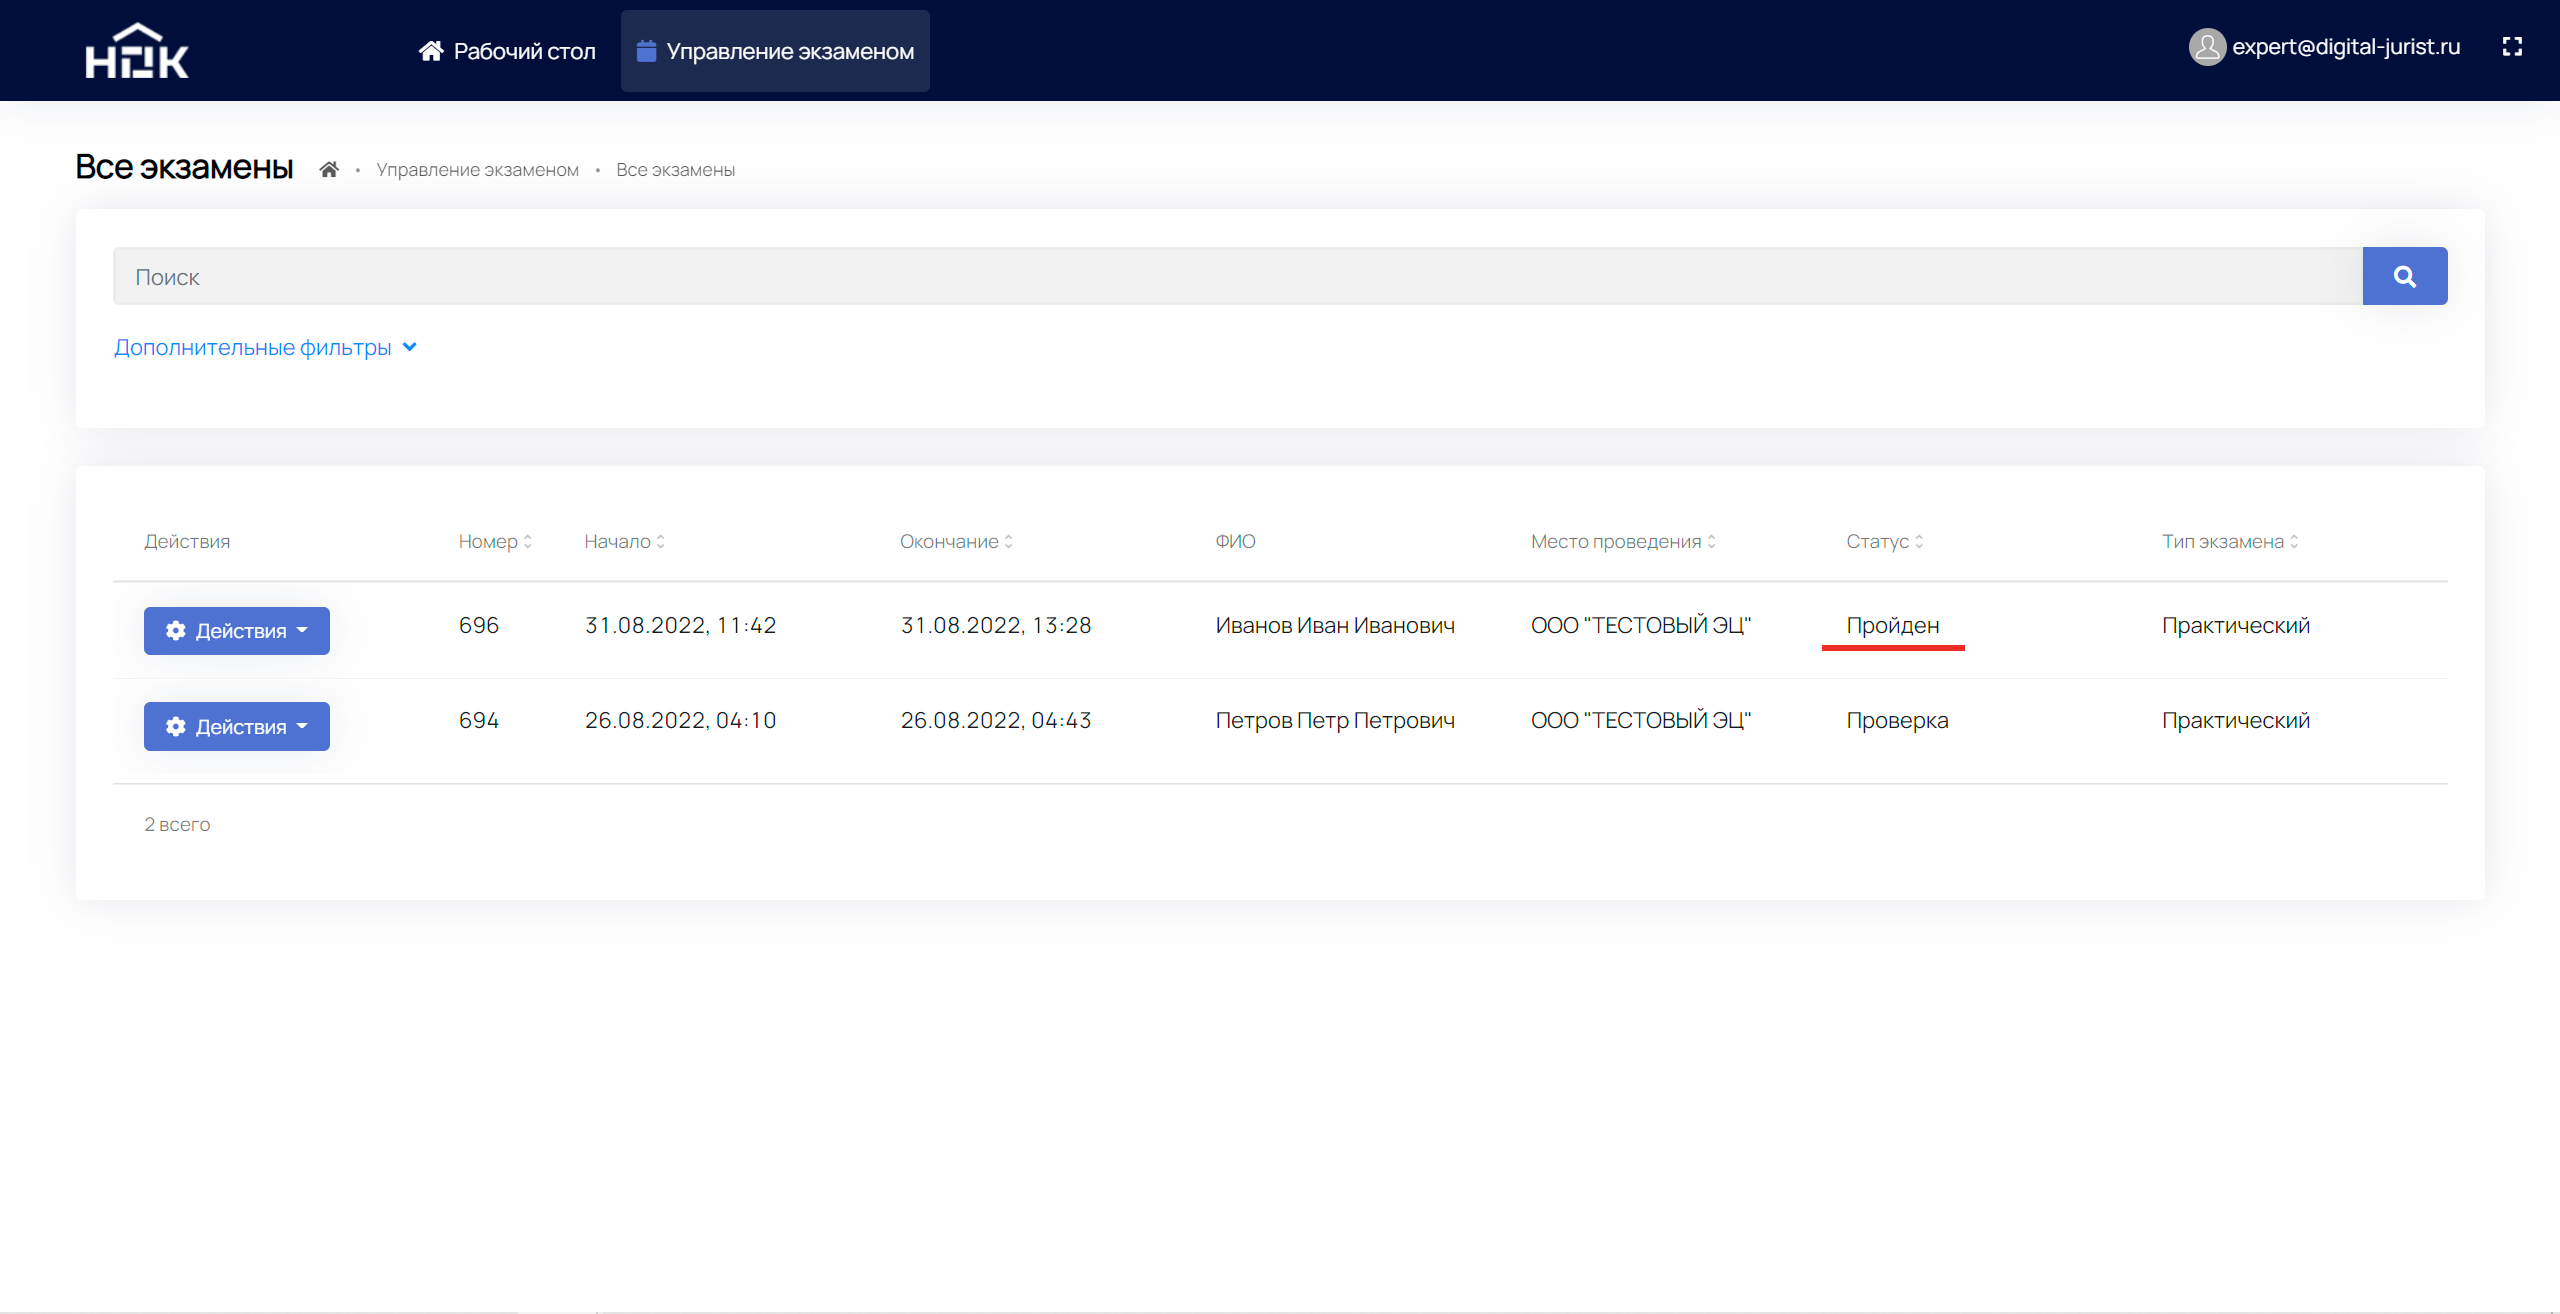 НОК
Рабочий стол
Управление экзаменом
expert@digital-jurist.ru
Все экзамены
• Управление экзаменом • Все экзамены
Поиск
Дополнительные фильтры
Действия Номер Начало Окончание ФИО Место проведения Статус Тип экзамена
Действия 696 31.08.2022, 11:42 31.08.2022, 13:28 Иванов Иван Иванович ООО "ТЕСТОВЫЙ ЭЦ" Пройден Практический
Действия 694 26.08.2022, 04:10 26.08.2022, 04:43 Петров Петр Петрович ООО "ТЕСТОВЫЙ ЭЦ" Проверка Практический
2 всего